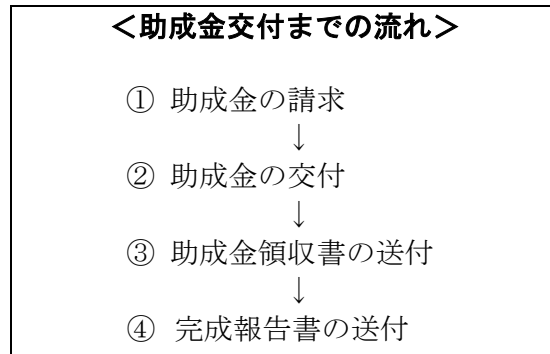 ＜助成金交付までの流れ＞
① 助成金の請求
↓
② 助成金の交付
↓
③ 助成金領収書の送付
↓
④ 完成報告書の送付